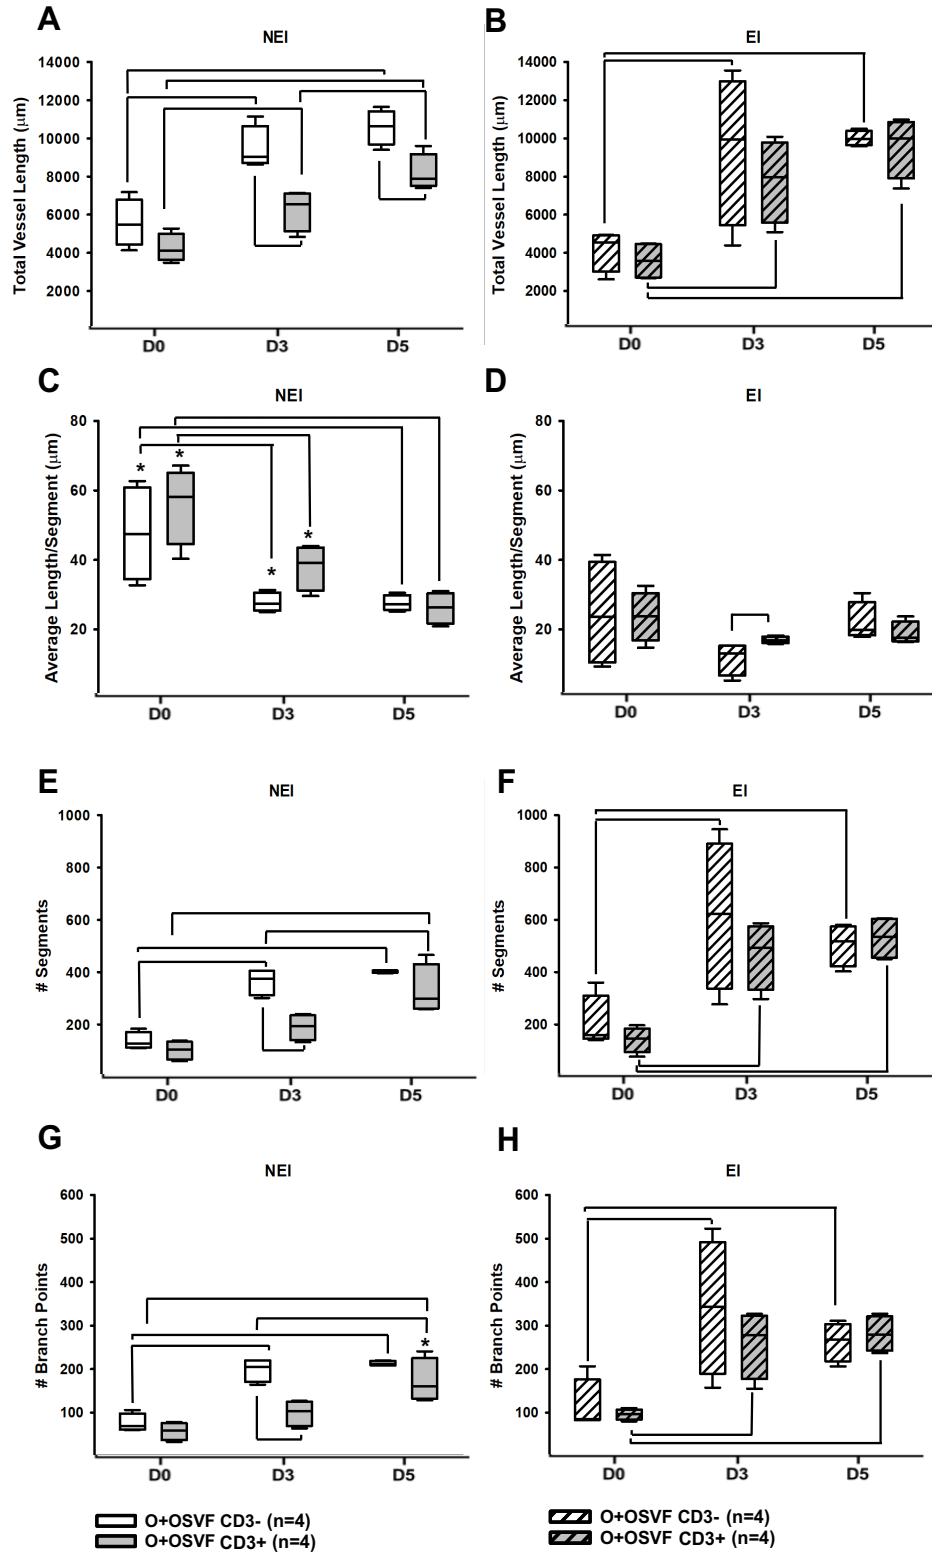 A
NEI
Total Vessel Length (μm)
14000
12000
10000
8000
6000
4000
2000
D0
D3
D5
B
EI
Total Vessel Length (μm)
14000
12000
10000
8000
6000
4000
2000
D0
D3
D5
C
NEI
Average Length/Segment (μm)
80
60
40
20
*
*
*
*
D0
D3
D5
D
EI
Average Length/Segment (μm)
80
60
40
20
D0
D3
D5
E
NEI
# Segments
1000
800
600
400
200
D0
D3
D5
F
EI
# Segments
1000
800
600
400
200
D0
D3
D5
G
NEI
# Branch Points
600
500
400
300
200
100
*
D0
D3
D5
H
EI
# Branch Points
600
500
400
300
200
100
D0
D3
D5
O+OSVF CD3- (n=4)
O+OSVF CD3+ (n=4)
O+OSVF CD3- (n=4)
O+OSVF CD3+ (n=4)